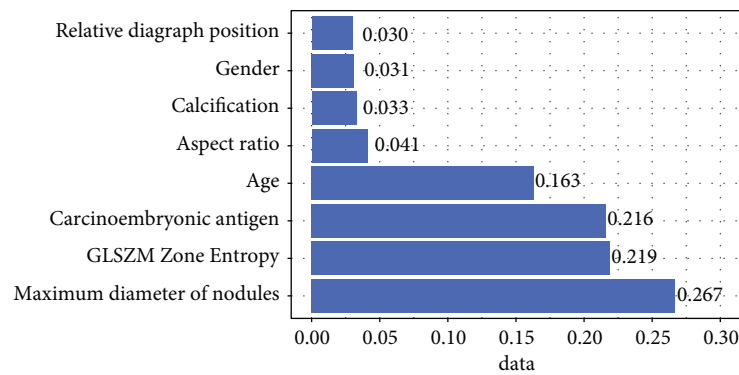 Relative diagraph position 0.030
Gender 0.031
Calcification 0.033
Aspect ratio 0.041
Age 0.163
Carcinoembryonic antigen 0.216
GLSZM Zone Entropy 0.219
Maximum diameter of nodules 0.267
0.00 0.05 0.10 0.15 0.20 0.25 0.30
data